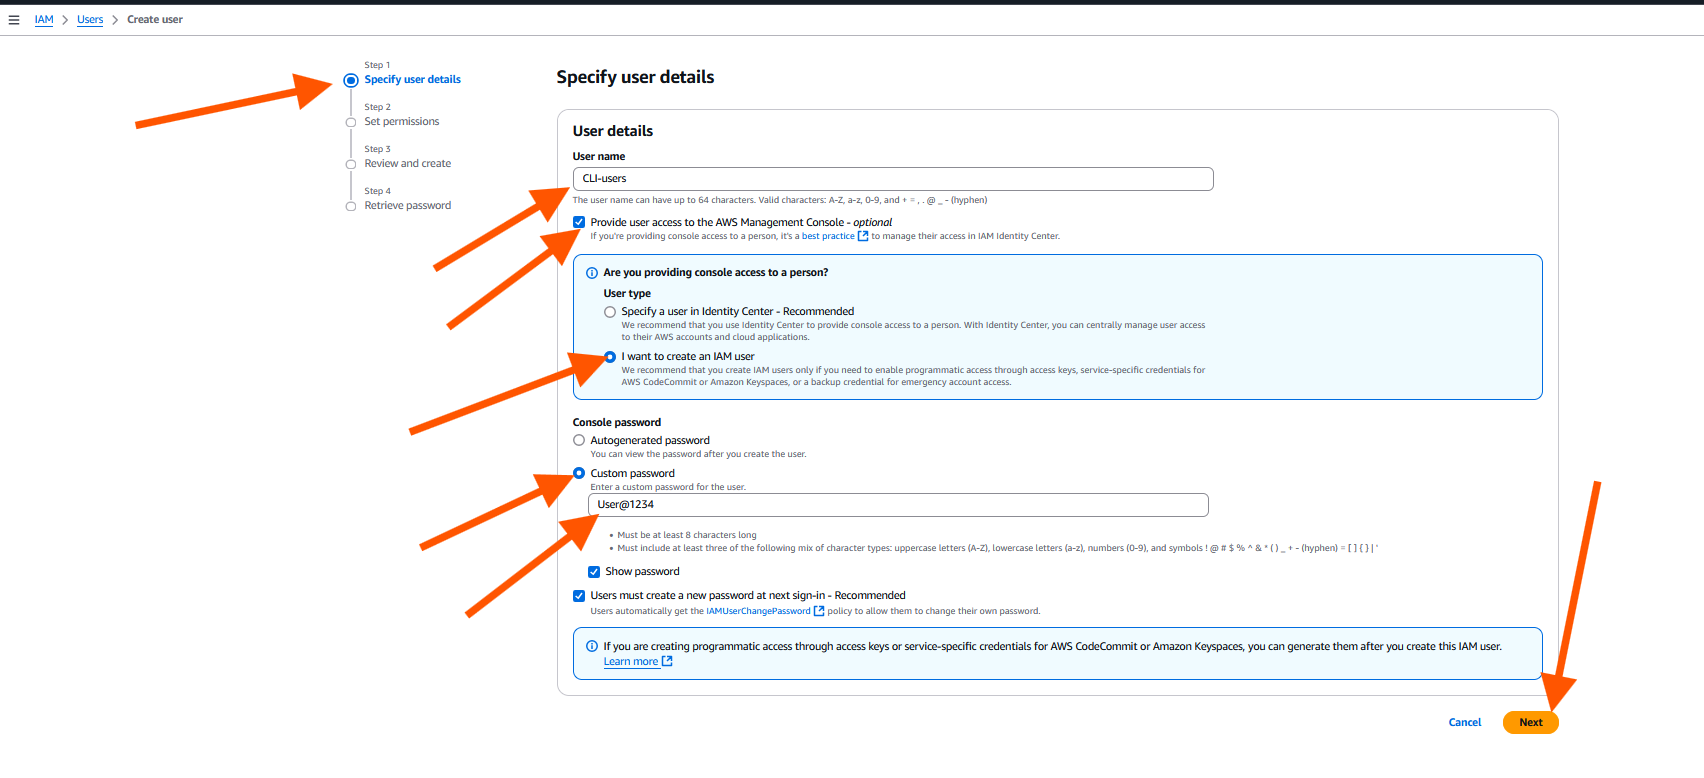 IAM > Users > Create user
Step 1
Specify user details
Step 2
Set permissions
Step 3
Review and create
Step 4
Retrieve password
Specify user details
User details
User name
CLI-users
The user name can have up to 64 characters. Valid characters: A-Z, a-z, 0-9, and + = , . @ _ - (hyphen)
Provide user access to the AWS Management Console - optional
If you're providing console access to a person, it's a best practice to manage their access in IAM Identity Center.
Are you providing console access to a person?
User type
Specify a user in Identity Center - Recommended
We recommend that you use Identity Center to provide console access to a person. With Identity Center, you can centrally manage user access
to their AWS accounts and cloud applications.
I want to create an IAM user
We recommend that you create IAM users only if you need to enable programmatic access through access keys, service-specific credentials for
AWS CodeCommit or Amazon Keyspaces, or a backup credential for emergency account access.
Console password
Autogenerated password
You can view the password after you create the user.
Custom password
Enter a custom password for the user.
User@1234
• Must be at least 8 characters long
• Must include at least three of the following mix of character types: uppercase letters (A-Z), lowercase letters (a-z), numbers (0-9), and symbols ! @ # $ % ^ & * ( ) _ + - (hyphen) = [ ] { } | '
Show password
Users must create a new password at next sign-in - Recommended
Users automatically get the IAMUserChangePassword policy to allow them to change their own password.
If you are creating programmatic access through access keys or service-specific credentials for AWS CodeCommit or Amazon Keyspaces, you can generate them after you create this IAM user.
Learn more
Cancel
Next